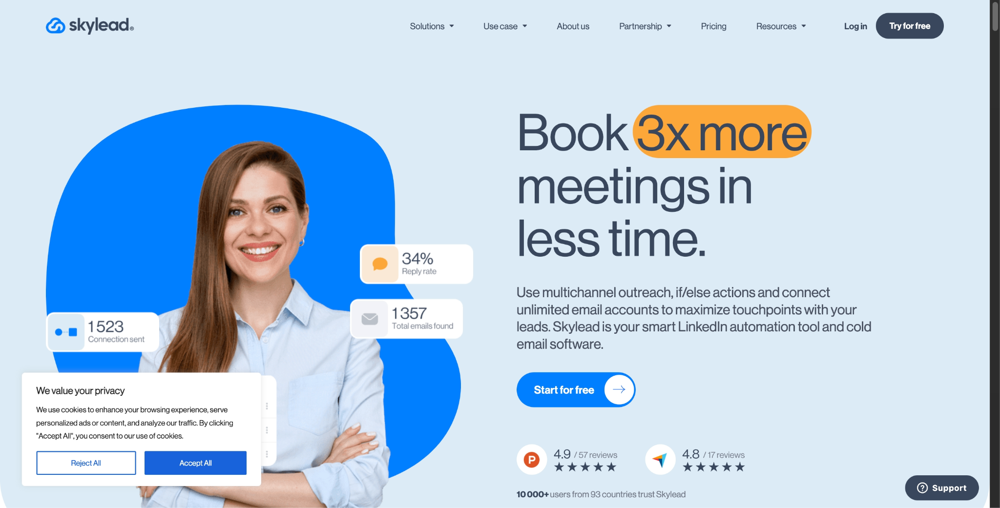 skylead®
Solutions
Use case
About us
Partnership
Pricing
Resources
Log in
Try for free
Book 3x more
meetings in
less time.
34%
Reply rate
1 357
Total emails found
1 523
Connection sent
Use multichannel outreach, if/else actions and connect
unlimited email accounts to maximize touchpoints with your
leads. Skylead is your smart LinkedIn automation tool and cold
email software.
Start for free
We value your privacy
We use cookies to enhance your browsing experience, serve
personalized ads or content, and analyze our traffic. By clicking
"Accept All", you consent to our use of cookies.
Reject All
Accept All
P
4.9 / 57 reviews
4.8 / 17 reviews
10 000+ users from 93 countries trust Skylead
? Support